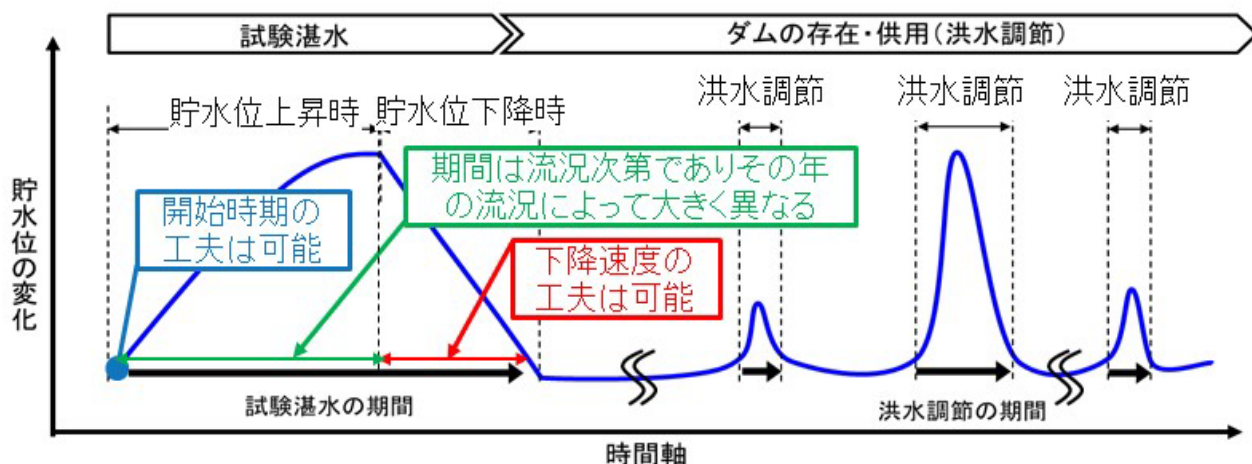 試験湛水
ダムの存在・供用(洪水調節)
貯水位上昇時
貯水位下降時
洪水調節
洪水調節
洪水調節
期間は流況次第でありその年
の流況によって大きく異なる
開始時期の
工夫は可能
下降速度の
工夫は可能
貯水位の変化
試験湛水の期間
洪水調節の期間
時間軸